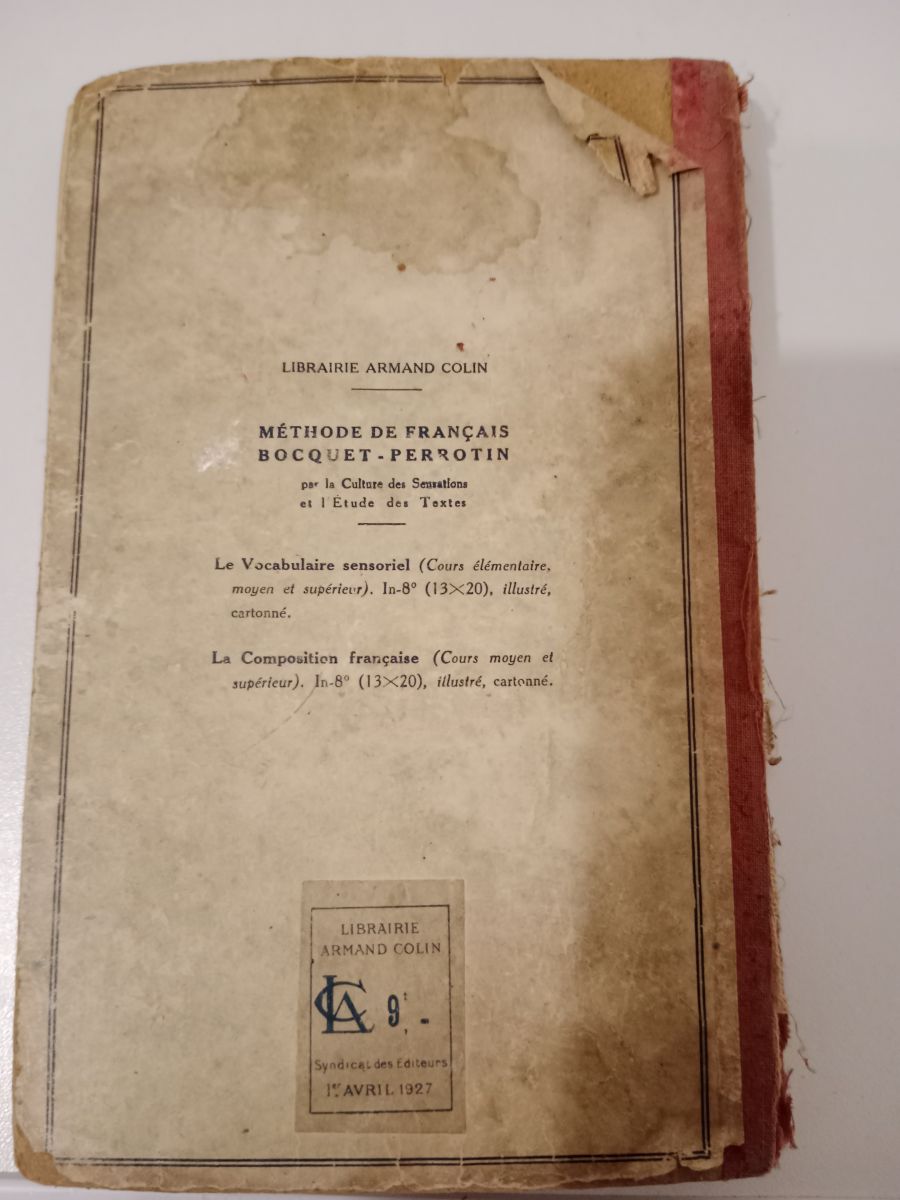 LIBRAIRIE ARMAND COLIN
MÉTHODE DE FRANÇAIS
BOCQUET-PERROTIN
par la Culture des Sensations
et l'Étude des Textes
Le Vocabulaire sensoriel (Cours élémentaire,
moyen et supérieur). In-8° (13×20), illustré,
cartonné.
La Composition française (Cours moyen et
supérieur). In-8° (13×20), illustré, cartonné.
LIBRAIRIE
ARMAND COLIN
LAC 9f,-
Syndicat des Éditeurs
1er AVRIL 1927